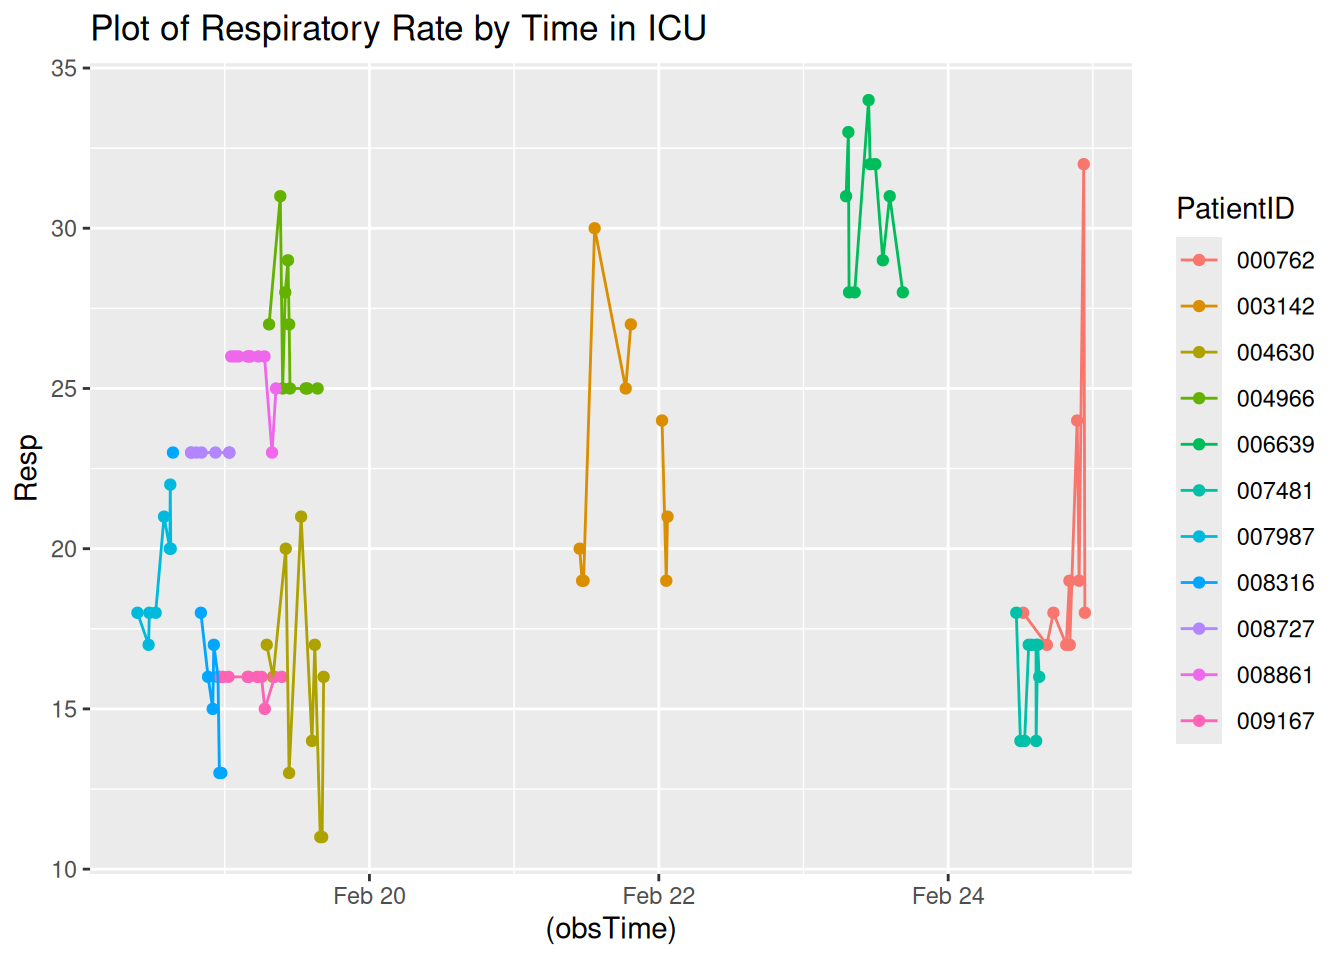 Plot of Respiratory Rate by Time in ICU
35
30
25
20
15
10
Resp
Feb 20
Feb 22
Feb 24
(obsTime)
PatientID
000762
003142
004630
004966
006639
007481
007987
008316
008727
008861
009167